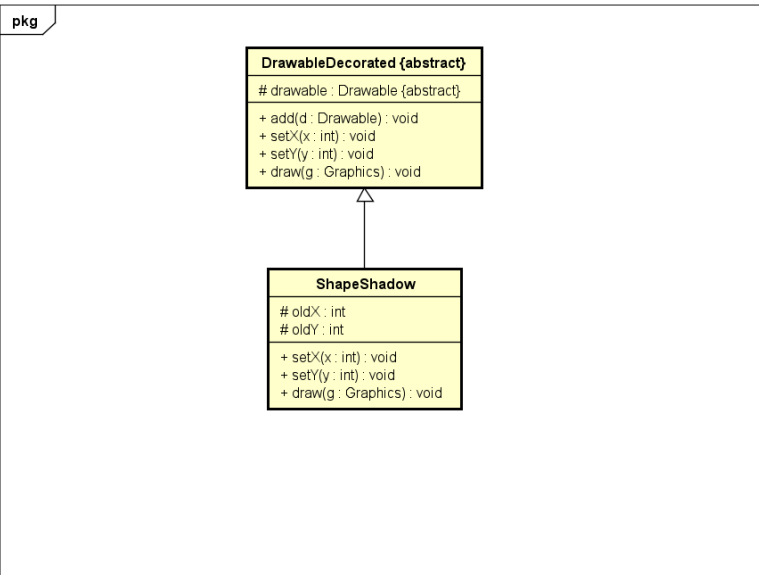 pkg
DrawableDecorated {abstract}
# drawable : Drawable {abstract}
+ add(d : Drawable) : void
+ setX(x : int) : void
+ setY(y : int) : void
+ draw(g : Graphics) : void
ShapeShadow
# oldX : int
# oldY : int
+ setX(x : int) : void
+ setY(y : int) : void
+ draw(g : Graphics) : void